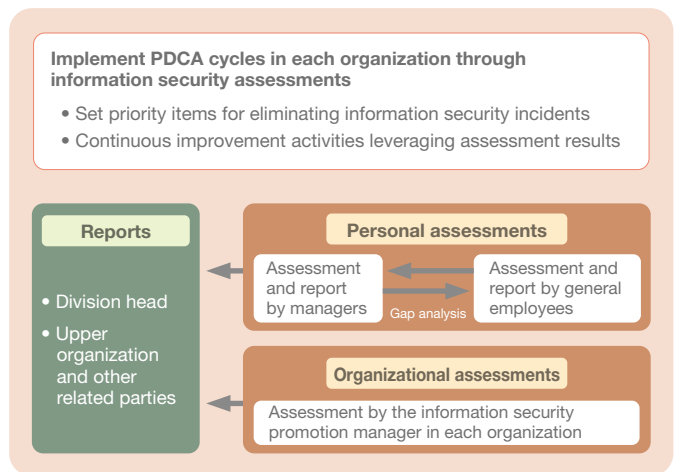 Implement PDCA cycles in each organization through
information security assessments
• Set priority items for eliminating information security incidents
• Continuous improvement activities leveraging assessment results
Reports
• Division head
• Upper
organization
and other
related parties
Personal assessments
Assessment
and report
by managers
Gap analysis
Assessment and
report by general
employees
Organizational assessments
Assessment by the information security
promotion manager in each organization